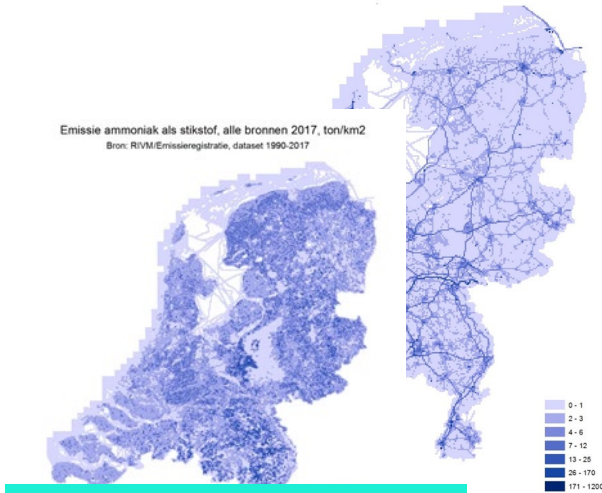 Emissie ammoniak als stikstof, alle bronnen 2017, ton/km2
Bron: RIVM/Emissieregistratie, dataset 1990-2017
0 - 1
2 - 3
4 - 6
7 - 12
13 - 25
26 - 170
171 - 1200